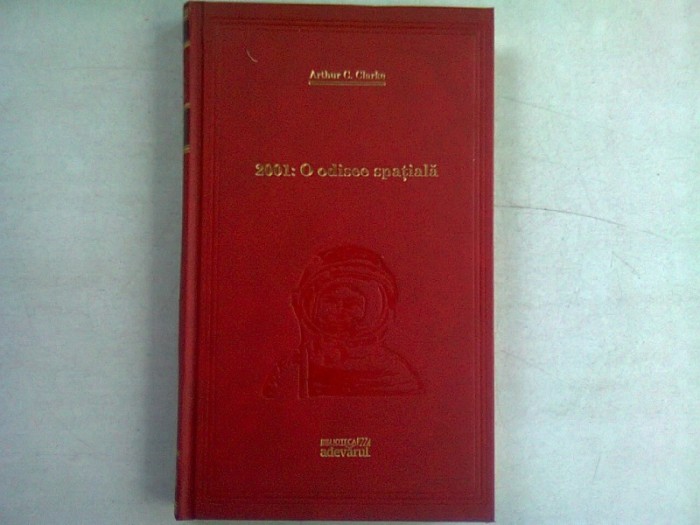 Arthur C. Clarke
2001: O odisee spațială
BIBLIOTECA
adevărul